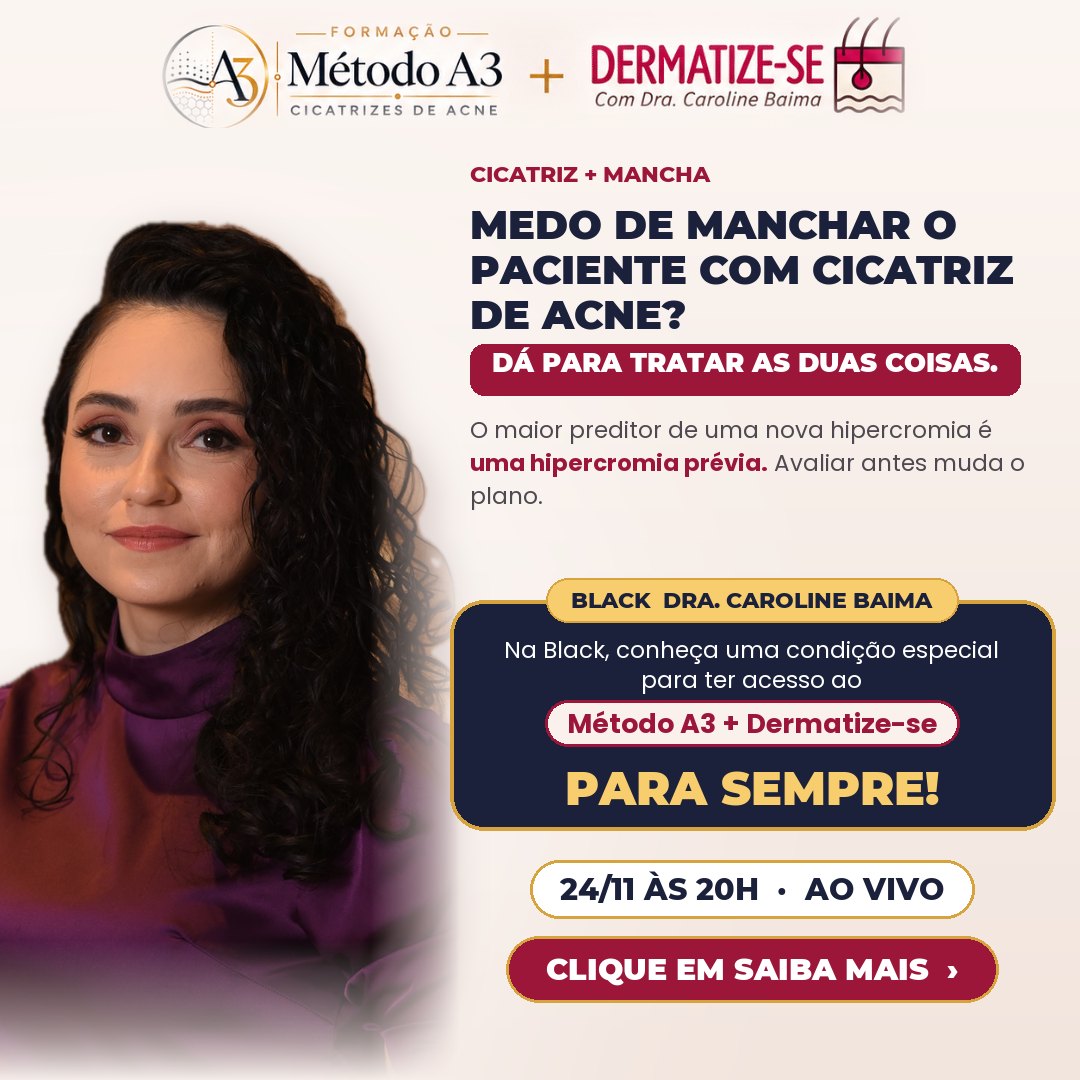 FORMAÇÃO
A3 Método A3
CICATRIZES DE ACNE
+
DERMATIZE-SE
Com Dra. Caroline Baima
CICATRIZ + MANCHA
MEDO DE MANCHAR O
PACIENTE COM CICATRIZ
DE ACNE?
DÁ PARA TRATAR AS DUAS COISAS.
O maior preditor de uma nova hipercromia é
uma hipercromia prévia. Avaliar antes muda o
plano.
BLACK DRA. CAROLINE BAIMA
Na Black, conheça uma condição especial
para ter acesso ao
Método A3 + Dermatize-se
PARA SEMPRE!
24/11 ÀS 20H • AO VIVO
CLIQUE EM SAIBA MAIS ›